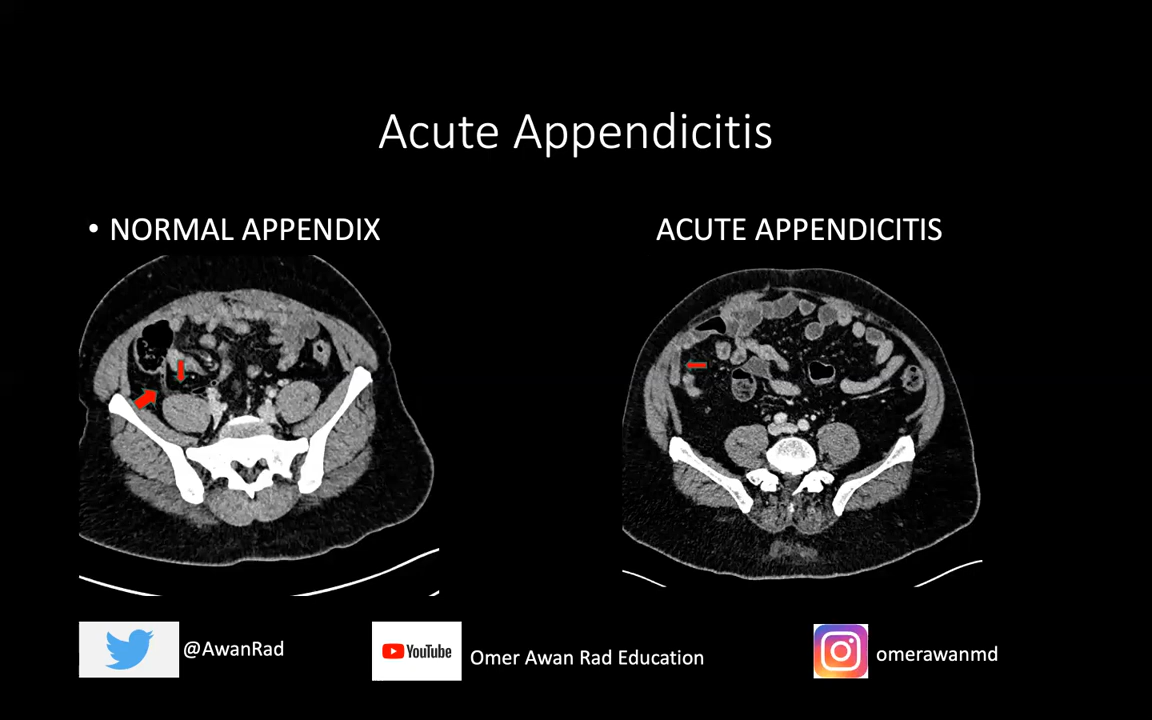 Acute Appendicitis
• NORMAL APPENDIX
ACUTE APPENDICITIS
@AwanRad
YouTube
Omer Awan Rad Education
omerawanmd